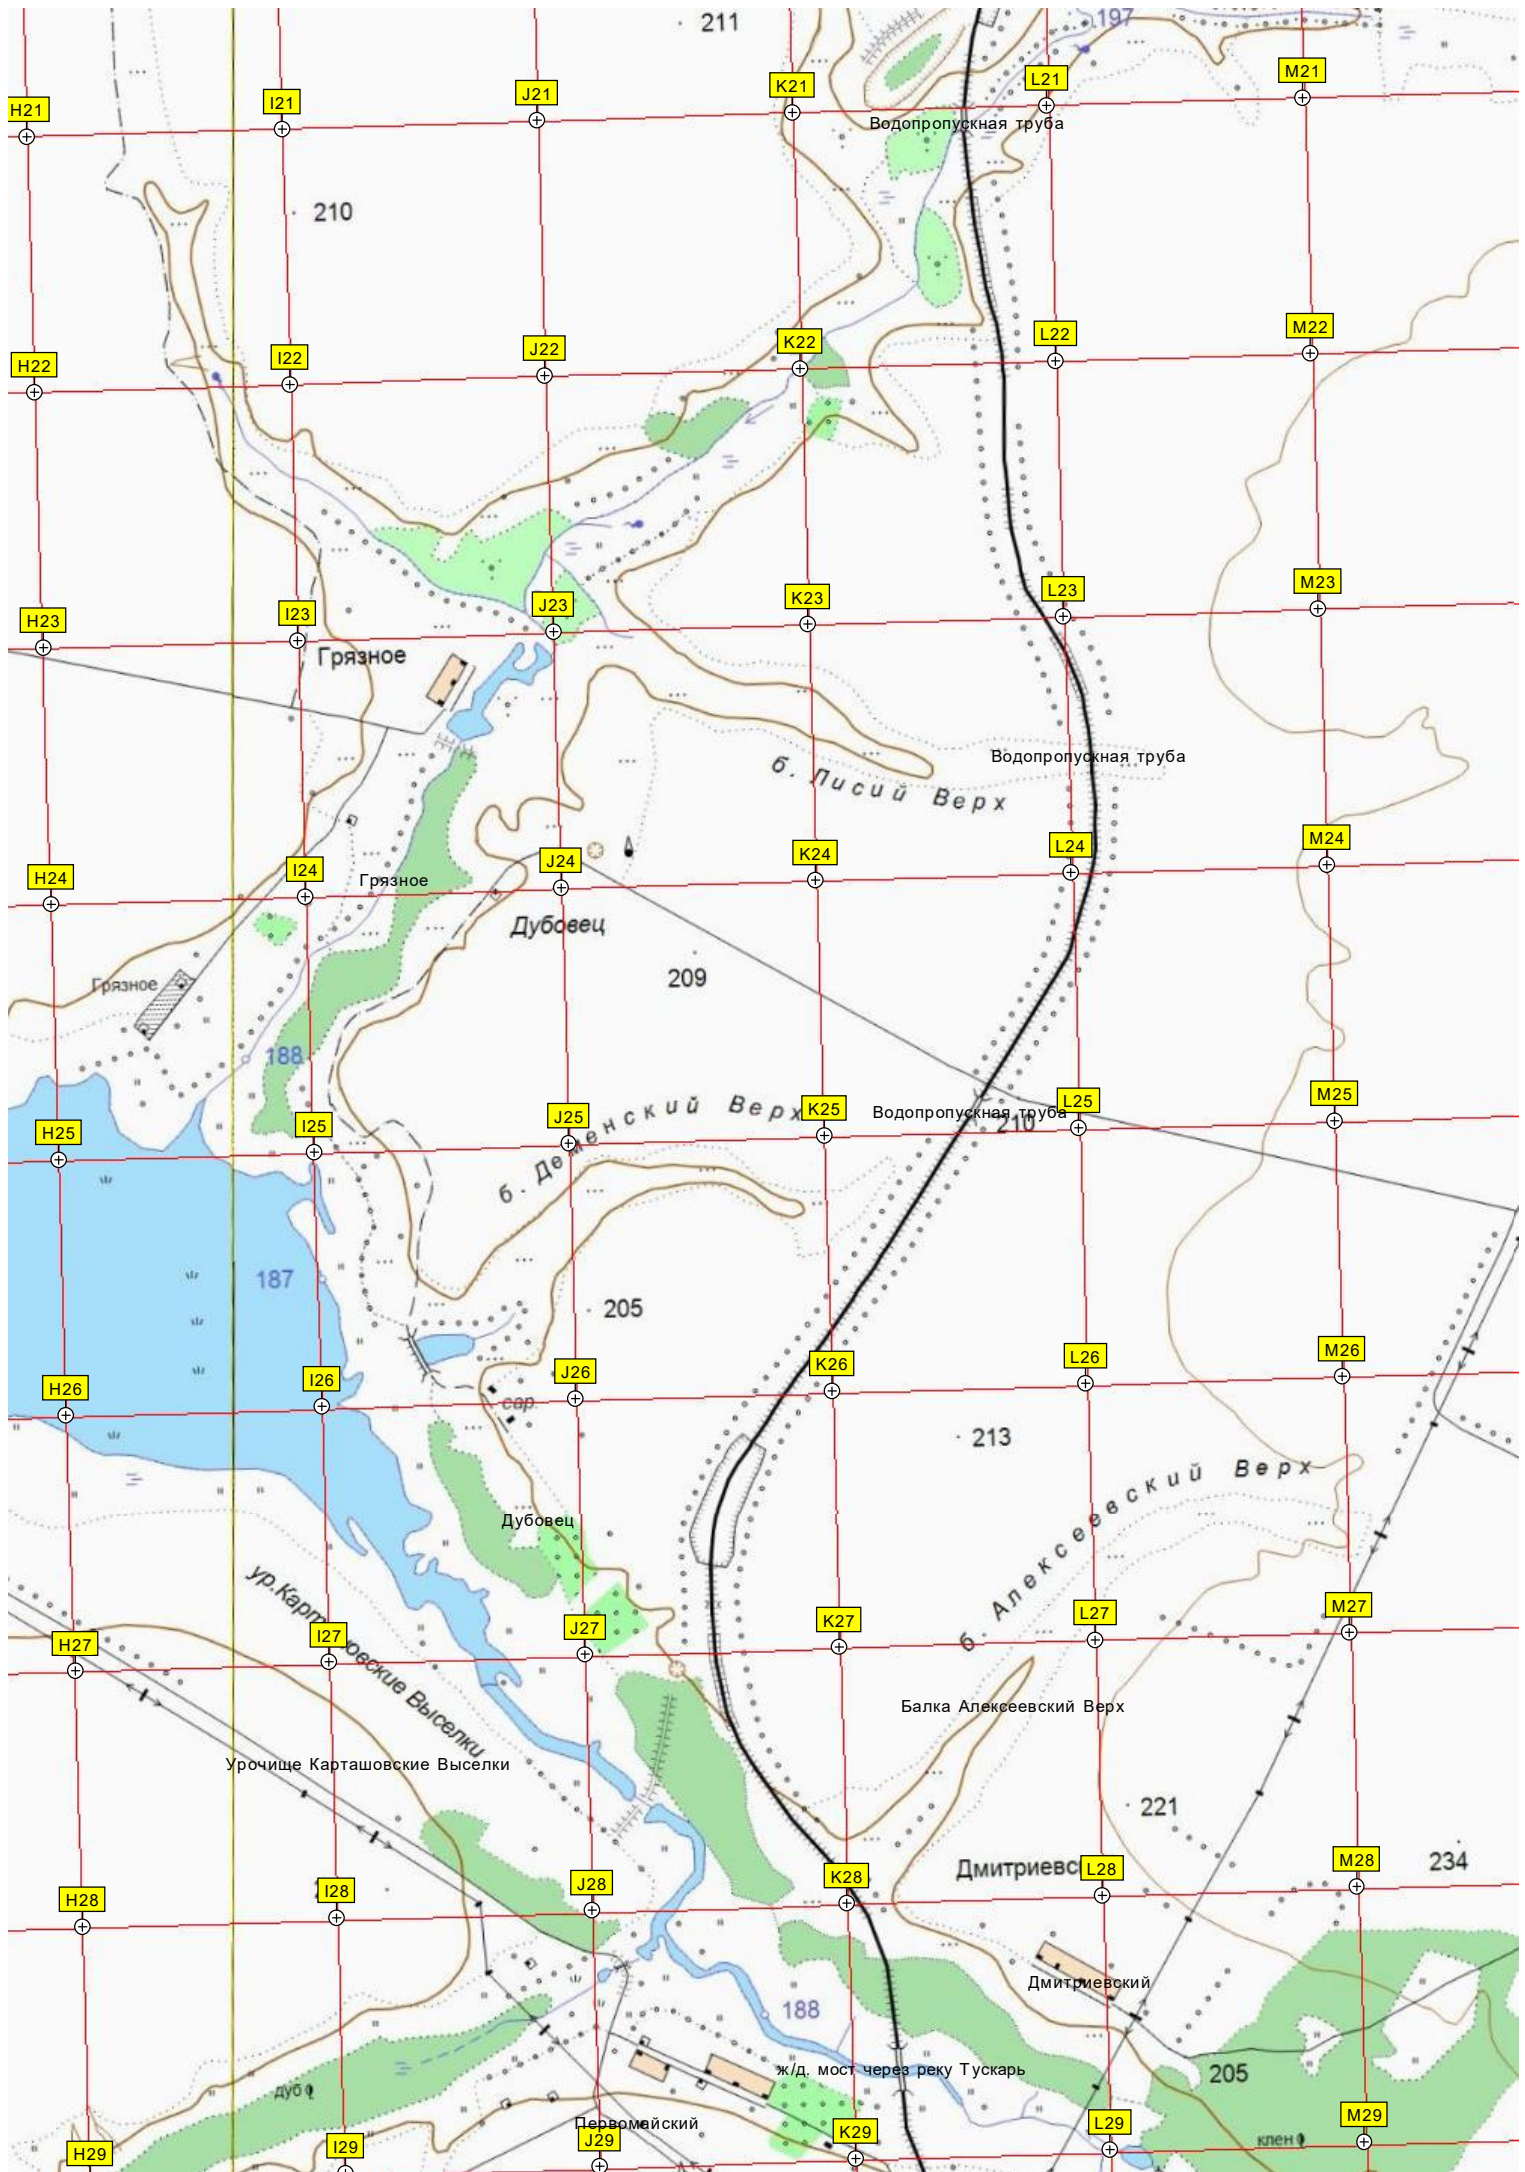 211
197
H21
I21
J21
K21
L21
M21
Водопропускная труба
210
H22
I22
J22
K22
L22
M22
H23
I23
J23
K23
L23
M23
Грязное
б. Лисий Верх
Водопропускная труба
H24
I24
J24
K24
L24
M24
Грязное
Дубовец
209
Грязное
188
б. Деменский Верх
Водопропускная труба
210
H25
I25
J25
K25
L25
M25
187
205
H26
I26
J26
K26
L26
M26
сар.
213
б. Алексеевский Верх
Дубовец
ур.Карташовские Выселки
H27
I27
J27
K27
L27
M27
Балка Алексеевский Верх
Урочище Карташовские Выселки
221
234
Дмитриевс
H28
I28
J28
K28
L28
M28
Дмитриевский
188
ж/д. мост через реку Тускарь
205
дуб
Первомайский
клен
H29
I29
J29
K29
L29
M29